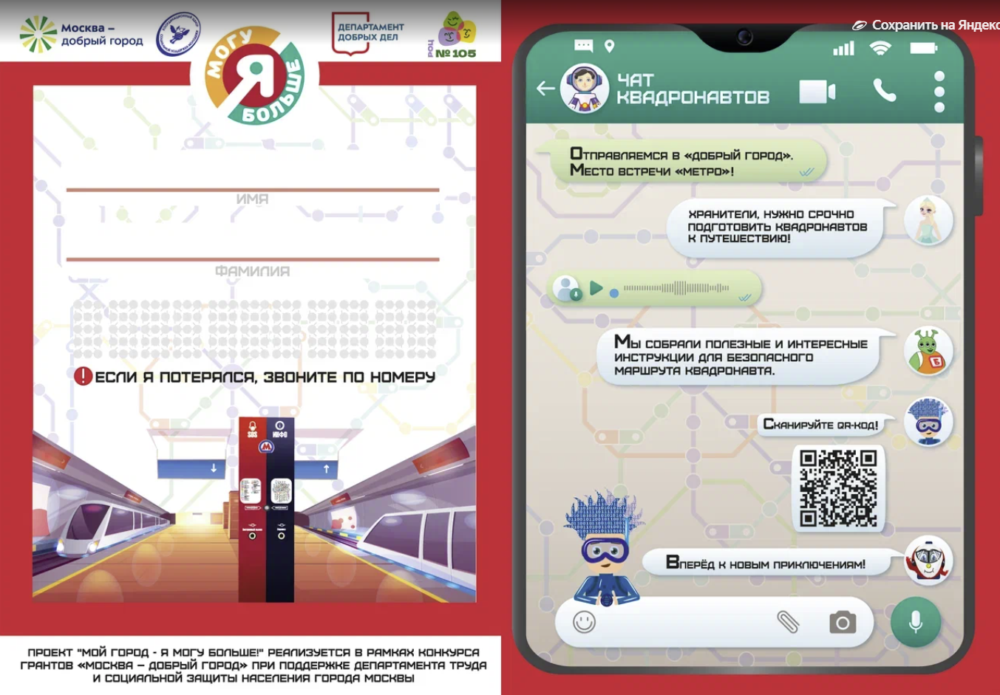 Москва –
добрый город
ДЕПАРТАМЕНТ
ДОБРЫХ ДЕЛ
РОЦ
№105
МОГУ
Я
БОЛЬШЕ
ИМЯ
ФАМИЛИЯ
! ЕСЛИ Я ПОТЕРЯЛСЯ, ЗВОНИТЕ ПО НОМЕРУ
SOS
ИНФО
М
ПРОЕКТ "МОЙ ГОРОД - Я МОГУ БОЛЬШЕ!" РЕАЛИЗУЕТСЯ В РАМКАХ КОНКУРСА
ГРАНТОВ «МОСКВА – ДОБРЫЙ ГОРОД» ПРИ ПОДДЕРЖКЕ ДЕПАРТАМЕНТА ТРУДА
И СОЦИАЛЬНОЙ ЗАЩИТЫ НАСЕЛЕНИЯ ГОРОДА МОСКВЫ
Сохранить на Яндекс
ЧАТ
КВАДРОНАВТОВ
Отправляемся в «добрый город».
Место встречи «метро»!
ХРАНИТЕЛИ, НУЖНО СРОЧНО
ПОДГОТОВИТЬ КВАДРОНАВТОВ
К ПУТЕШЕСТВИЮ!
Мы собрали полезные и интересные
инструкции для безопасного
маршрута квадронавта.
Сканируйте QR-код!
Вперёд к новым приключениям!